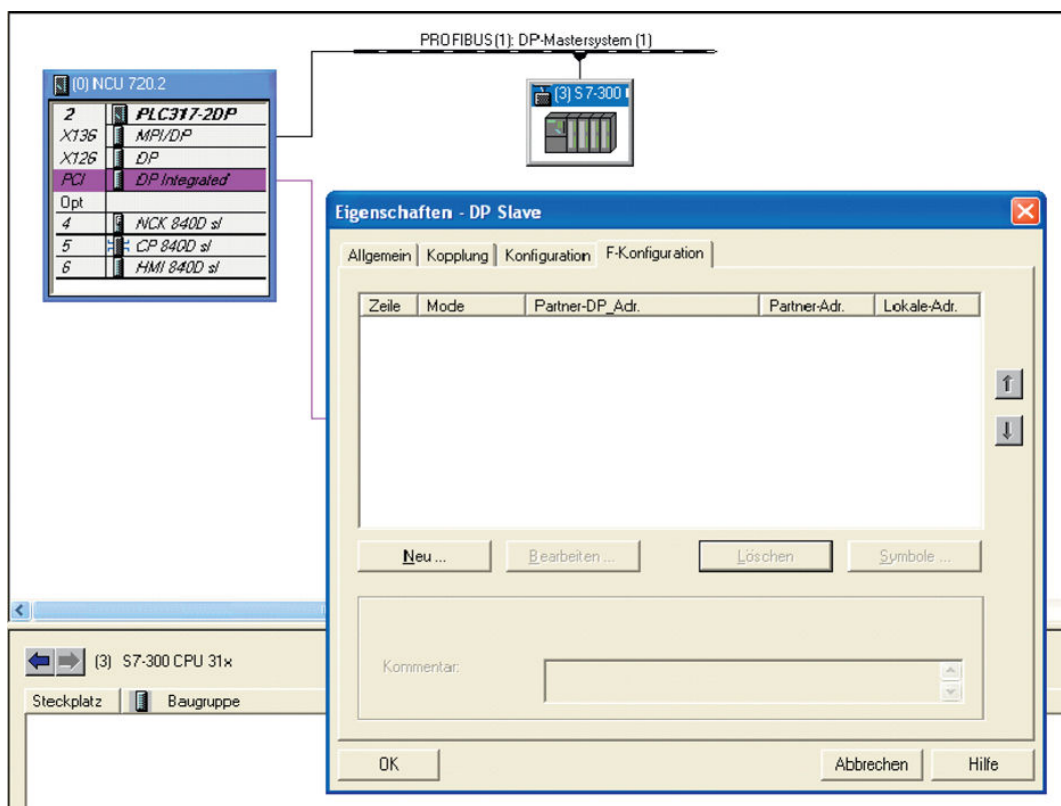 PROFIBUS(1): DP-Mastersystem (1)
(0) NCU 720.2
2 PLC317-2DP
X136 MPI/DP
X126 DP
PCI DP Integrated
Opt
4 NCK 840D sl
5 CP 840D sl
6 HMI 840D sl
(3) S7-300
Eigenschaften - DP Slave
Allgemein Kopplung Konfiguration F-Konfiguration
Zeile Mode Partner-DP_Adr. Partner-Adr. Lokale-Adr.
Neu ... Bearbeiten ... Löschen Symbole ...
Kommentar:
OK Abbrechen Hilfe
(3) S7-300 CPU 31x
Steckplatz Baugruppe